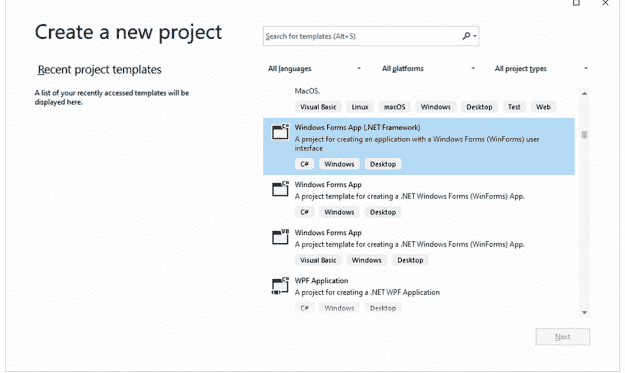 Create a new project
Search for templates (Alt+S)
Recent project templates
All languages
All platforms
All project types
A list of your recently accessed templates will be
displayed here.
MacOS.
Visual Basic Linux macOS Windows Desktop Test Web
C#
Windows Forms App (.NET Framework)
A project for creating an application with a Windows Forms (WinForms) user
interface
C# Windows Desktop
C#
Windows Forms App
A project template for creating a .NET Windows Forms (WinForms) App.
C# Windows Desktop
VB
Windows Forms App
A project template for creating a .NET Windows Forms (WinForms) App.
Visual Basic Windows Desktop
C#
WPF Application
A project for creating a .NET WPF Application
C# Windows Desktop
Next